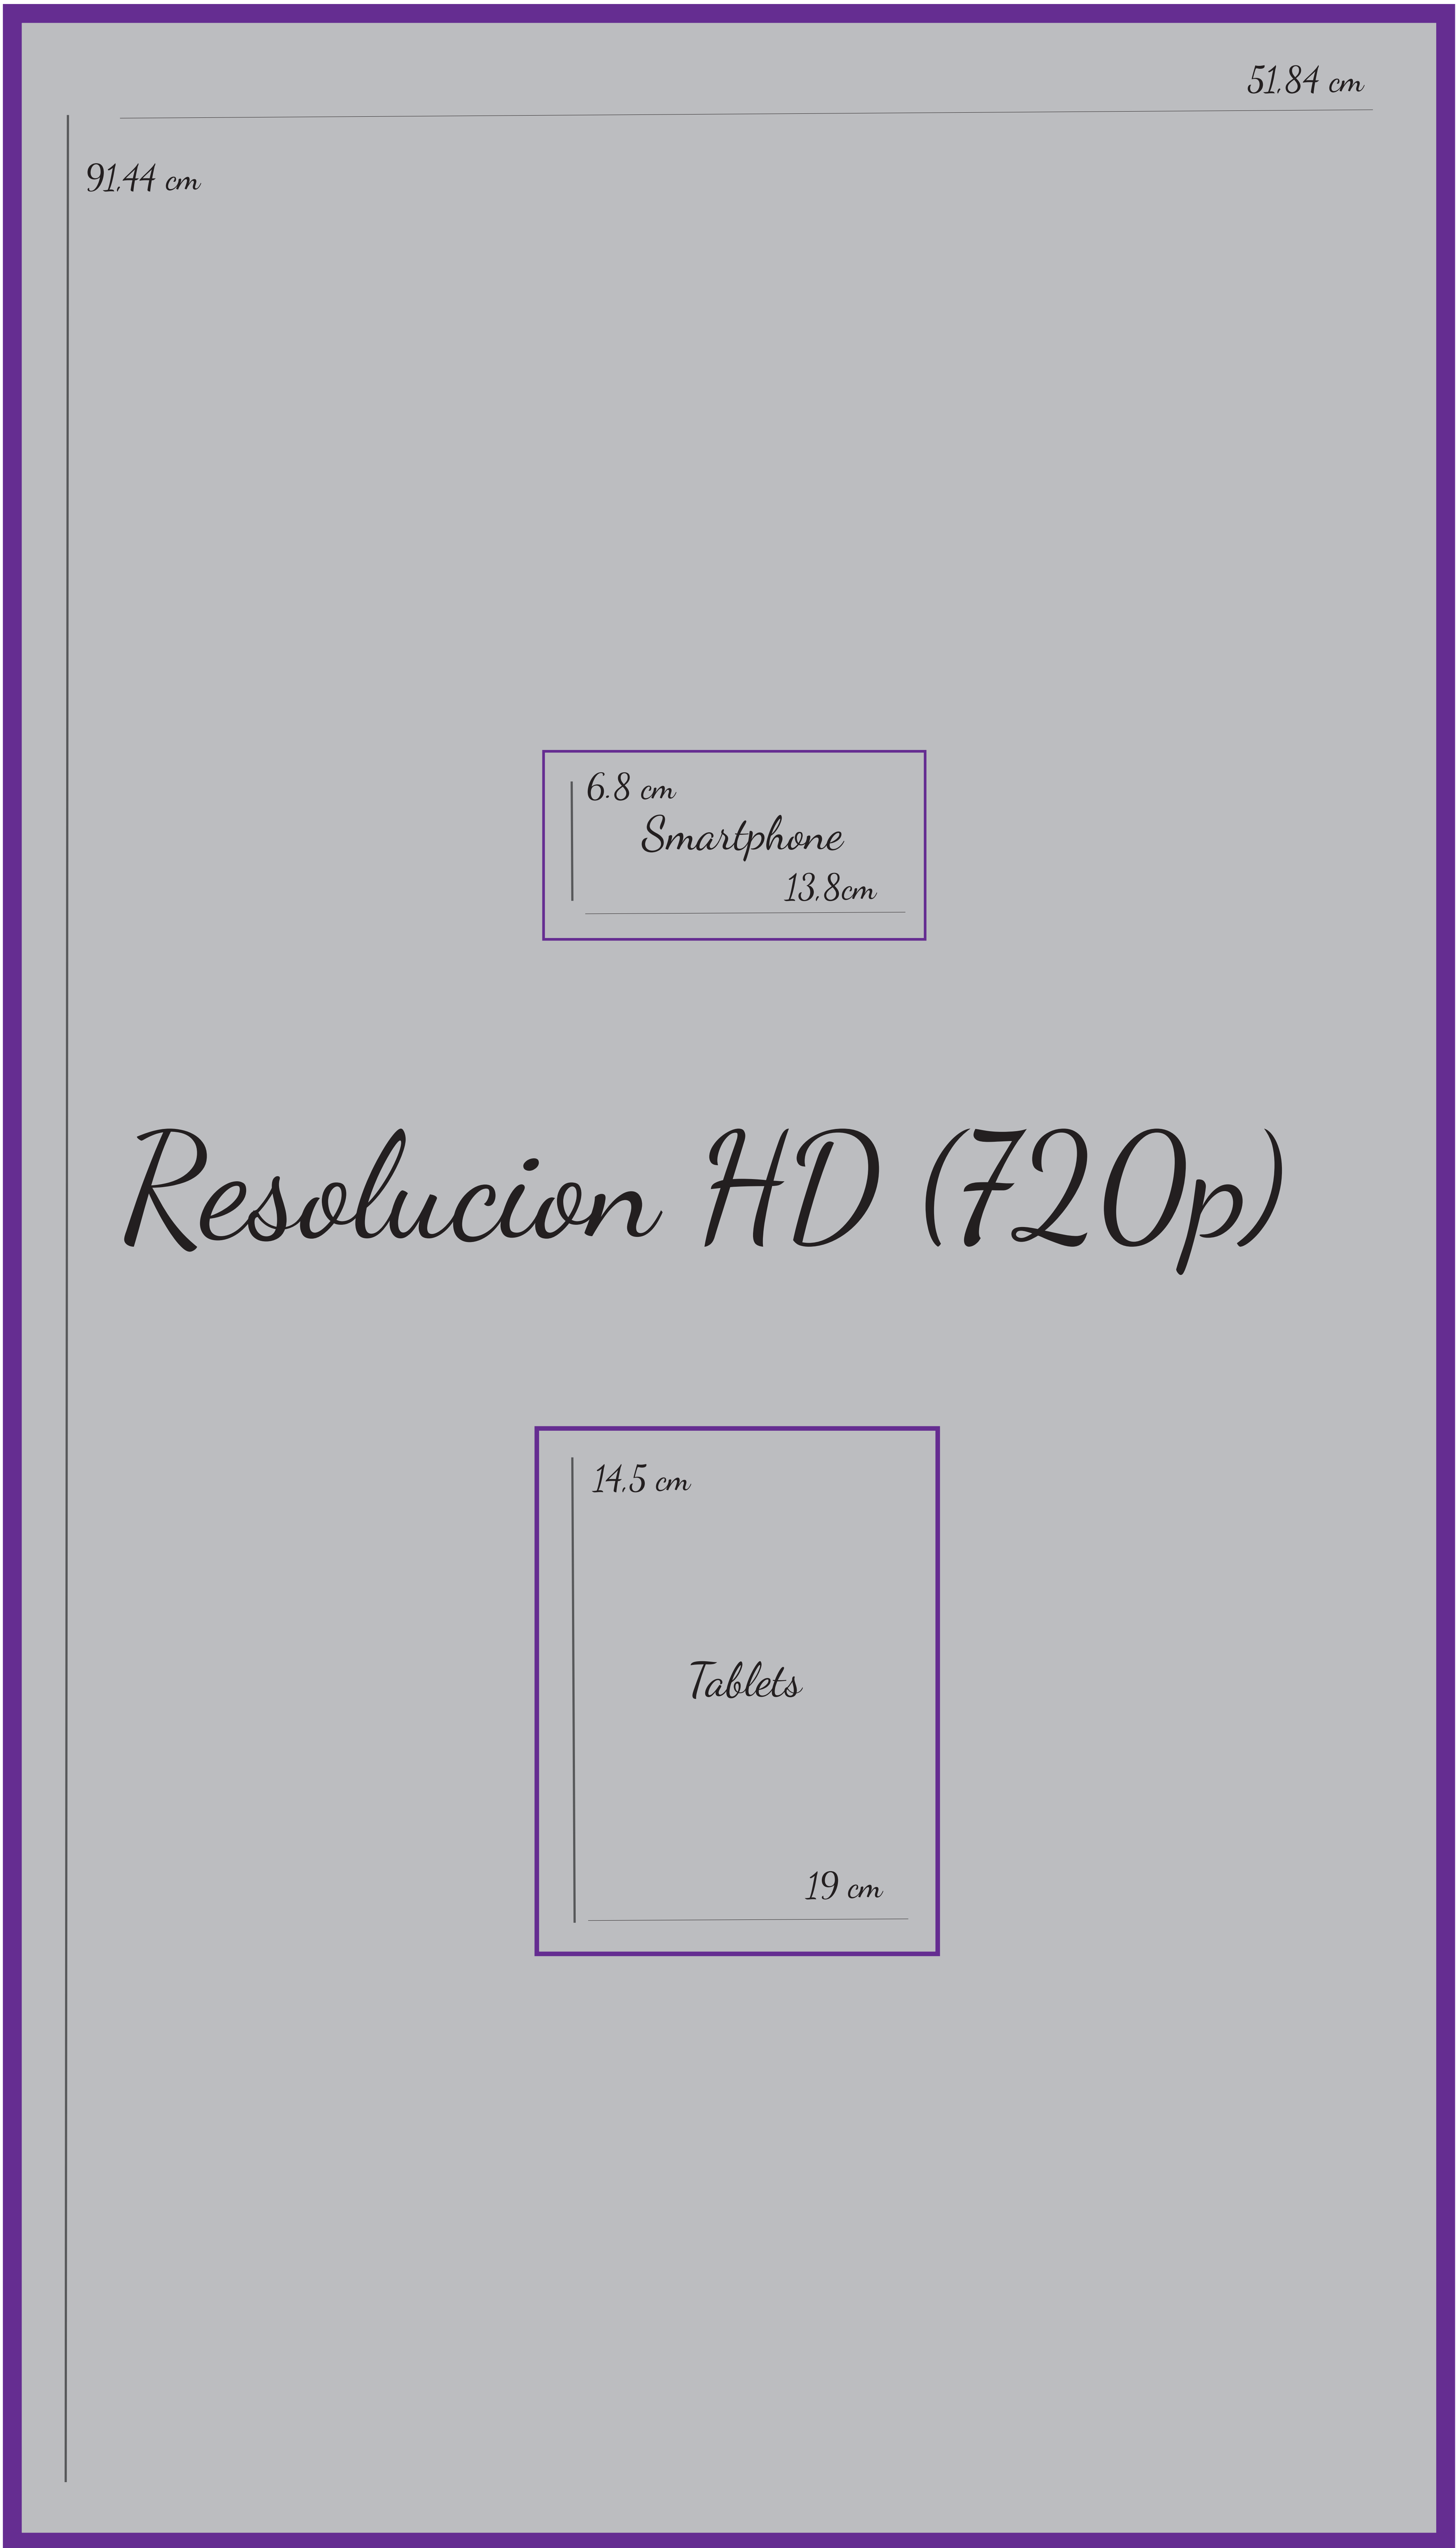 51,84 cm
91,44 cm
6.8 cm
Smartphone
13,8cm
Resolucion HD (720p)
14,5 cm
Tablets
19 cm